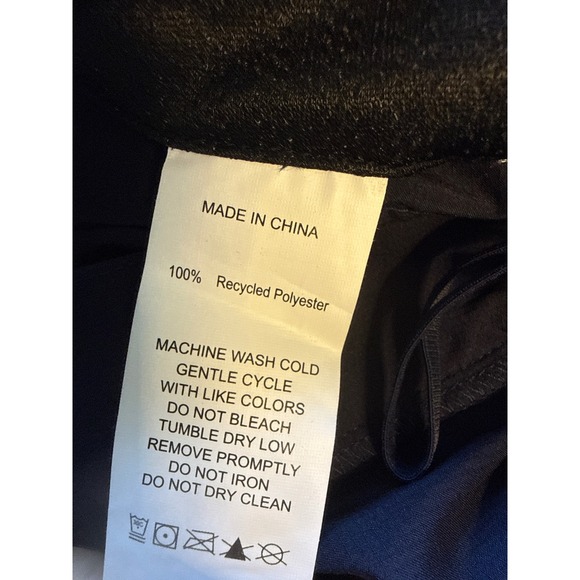 MADE IN CHINA
100% Recycled Polyester
MACHINE WASH COLD
GENTLE CYCLE
WITH LIKE COLORS
DO NOT BLEACH
TUMBLE DRY LOW
REMOVE PROMPTLY
DO NOT IRON
DO NOT DRY CLEAN